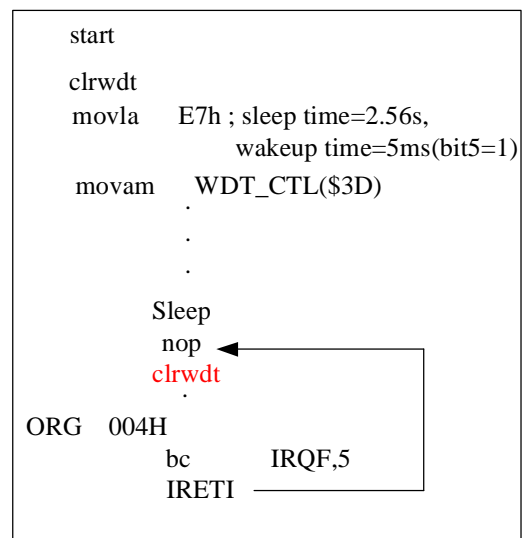 start
clrwdt
movla E7h ; sleep time=2.56s,
wakeup time=5ms(bit5=1)
movam WDT_CTL($3D)
.
.
.
Sleep
nop
clrwdt
.
ORG 004H
bc IRQF,5
IRETI